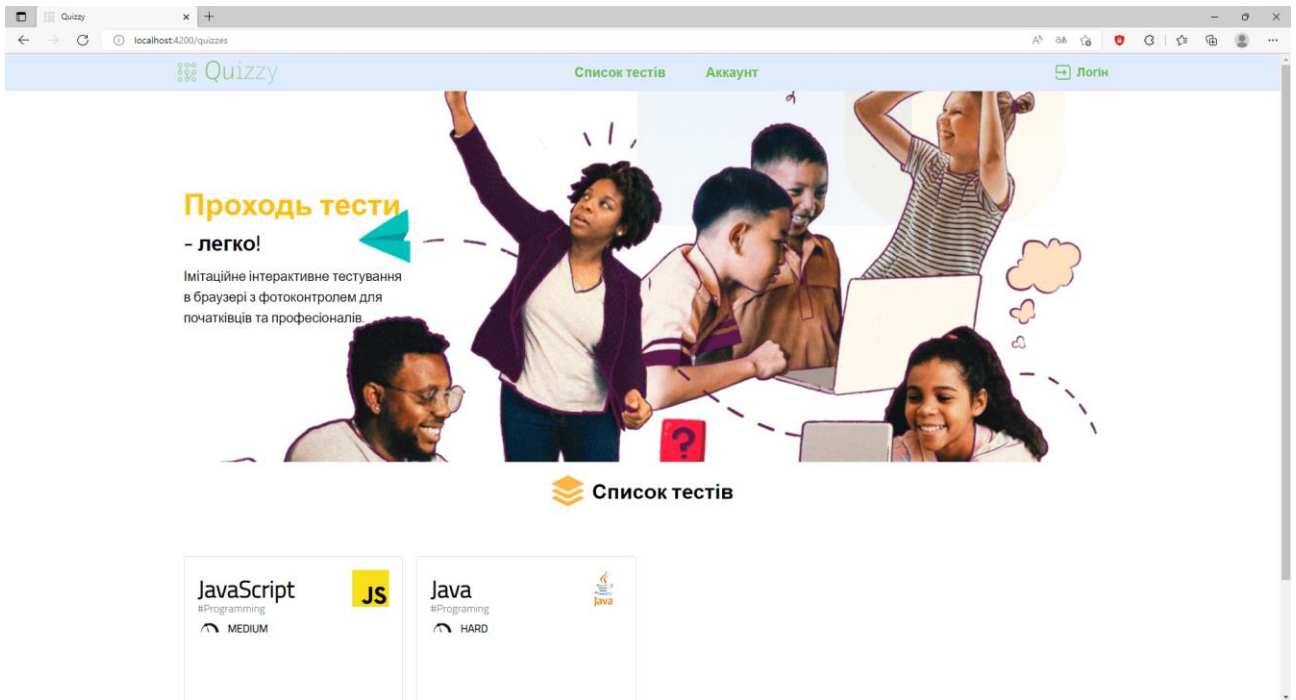 Quizzy
localhost:4200/quizzes
Quizzy
Список тестів
Аккаунт
Логін
Проходь тести
- легко!
Імітаційне інтерактивне тестування
в браузері з фотоконтролем для
початківців та професіоналів.
?
Список тестів
JavaScript
JS
#Programming
MEDIUM
Java
Java
#Programing
HARD